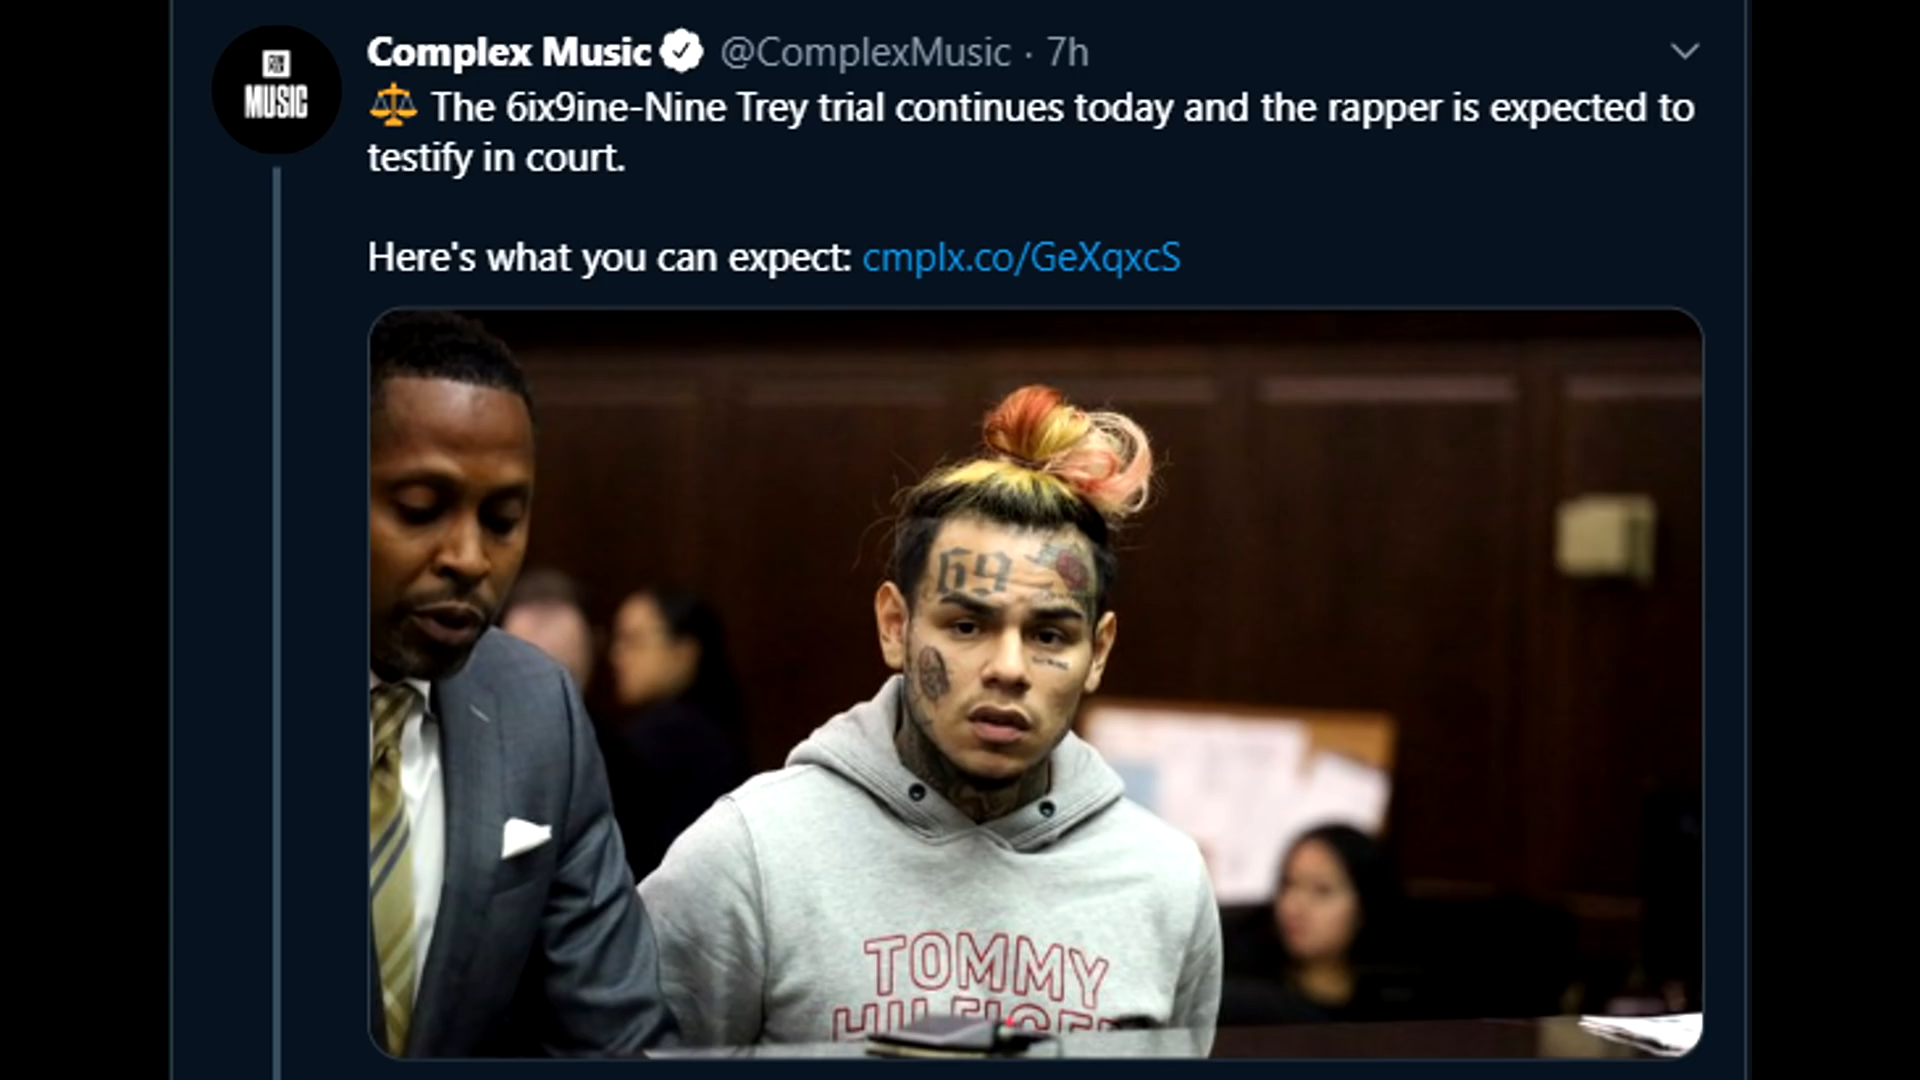 Complex Music @ComplexMusic · 7h
MUSIC
⚖️ The 6ix9ine-Nine Trey trial continues today and the rapper is expected to
testify in court.
Here's what you can expect: cmplx.co/GeXqxcS
69
TOMMY
HILFIGER